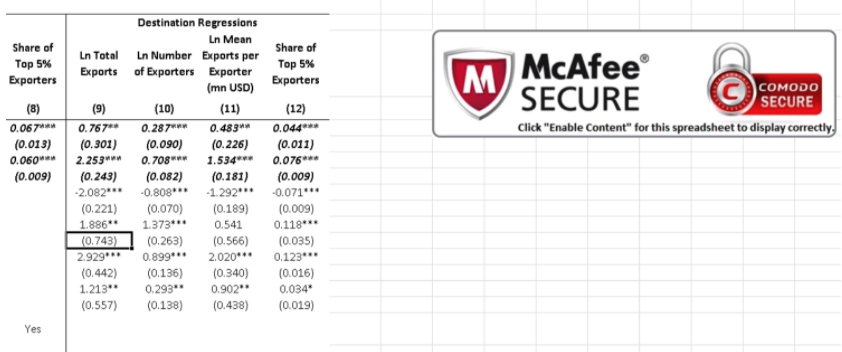 Destination Regressions
Share of Top 5% Exporters
Ln Total Exports
Ln Number of Exporters
Ln Mean Exports per Exporter (mn USD)
Share of Top 5% Exporters
(8) (9) (10) (11) (12)
0.067*** 0.767** 0.287*** 0.483** 0.044***
(0.013) (0.301) (0.090) (0.226) (0.011)
0.060*** 2.253*** 0.708*** 1.534*** 0.076***
(0.009) (0.243) (0.082) (0.181) (0.009)
-2.082*** -0.808*** -1.292*** -0.071***
(0.221) (0.070) (0.189) (0.009)
1.886** 1.373*** 0.541 0.118***
(0.743) (0.263) (0.566) (0.035)
2.929*** 0.899*** 2.020*** 0.123***
(0.442) (0.136) (0.340) (0.016)
1.213** 0.293** 0.902** 0.034*
(0.557) (0.138) (0.438) (0.019)
Yes
McAfee®
SECURE
COMODO
SECURE
Click "Enable Content" for this spreadsheet to display correctly.